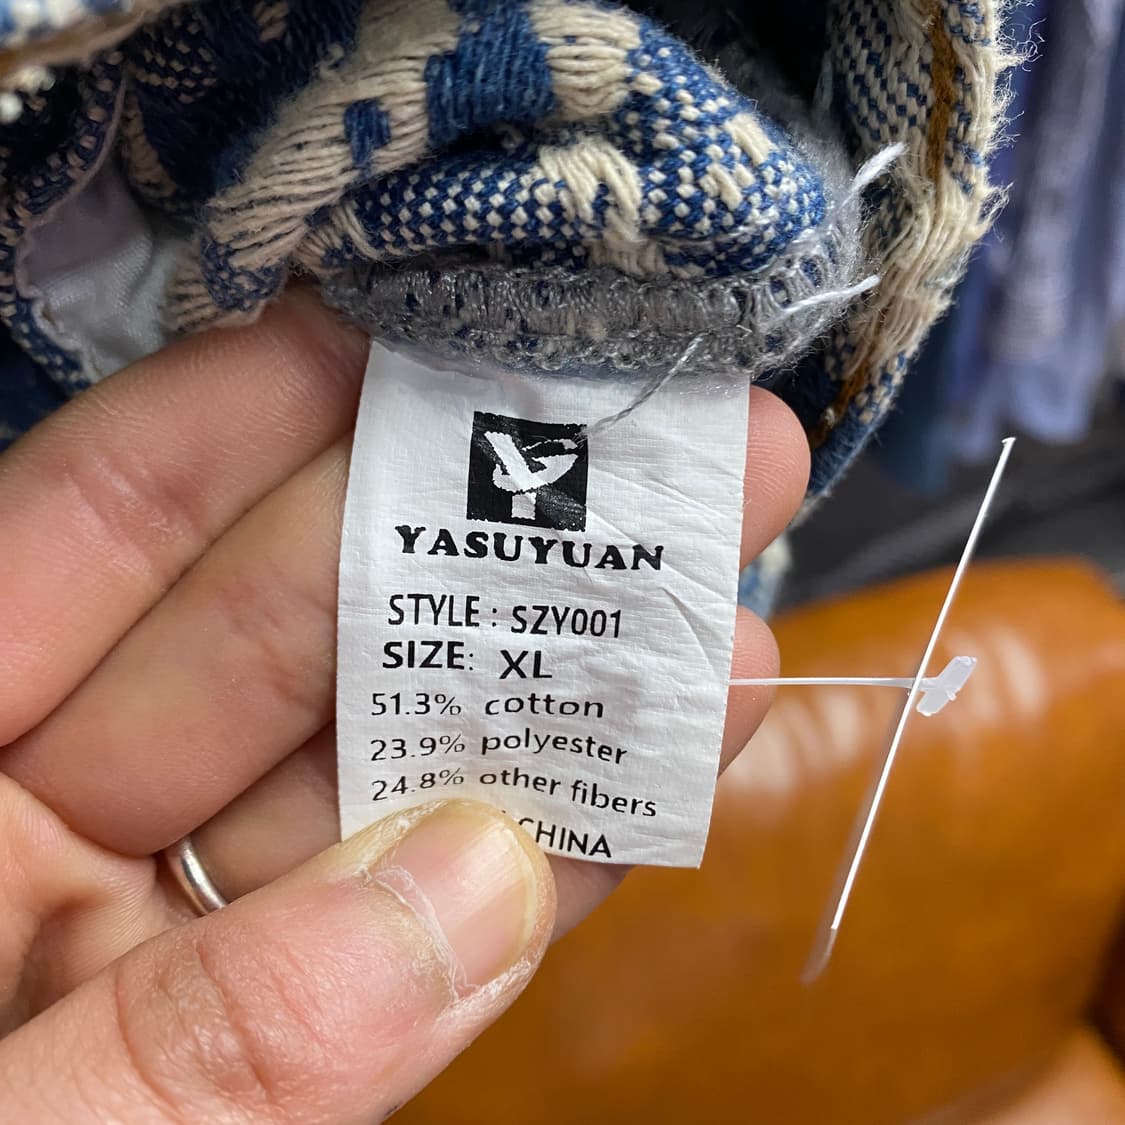 YASUYUAN
STYLE : SZY001
SIZE: XL
51.3% cotton
23.9% polyester
24.8% other fibers
CHINA